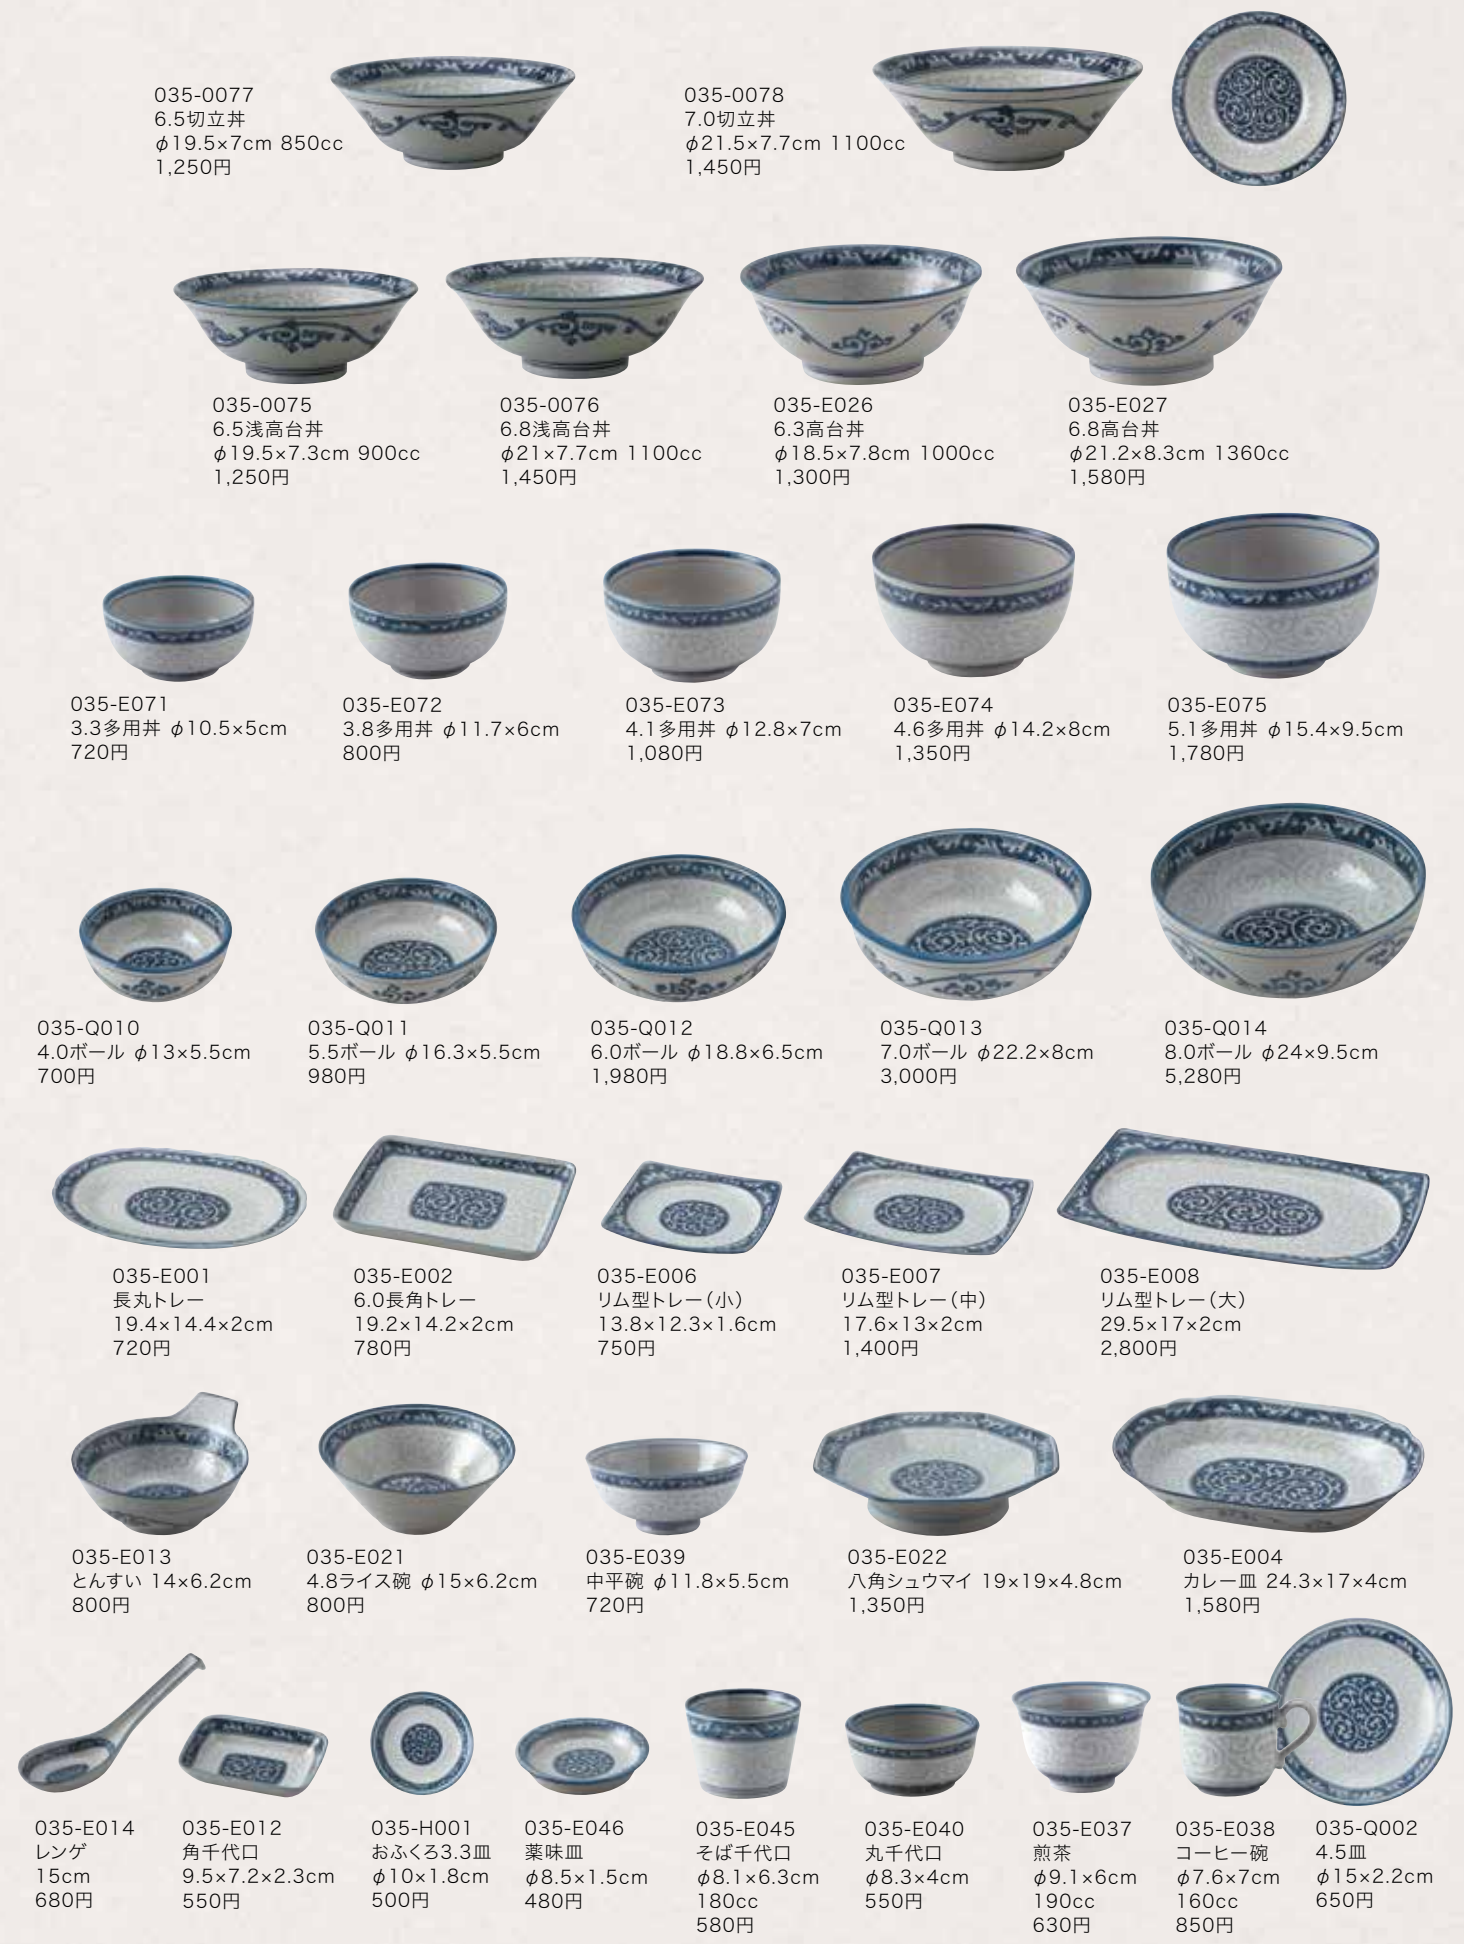 035-0077
6.5切立丼
φ19.5×7cm 850cc
1,250円
035-0078
7.0切立丼
φ21.5×7.7cm 1100cc
1,450円
035-0075
6.5浅高台丼
φ19.5×7.3cm 900cc
1,250円
035-0076
6.8浅高台丼
φ21×7.7cm 1100cc
1,450円
035-E026
6.3高台丼
φ18.5×7.8cm 1000cc
1,300円
035-E027
6.8高台丼
φ21.2×8.3cm 1360cc
1,580円
035-E071
3.3多用丼 φ10.5×5cm
720円
035-E072
3.8多用丼 φ11.7×6cm
800円
035-E073
4.1多用丼 φ12.8×7cm
1,080円
035-E074
4.6多用丼 φ14.2×8cm
1,350円
035-E075
5.1多用丼 φ15.4×9.5cm
1,780円
035-Q010
4.0ボール φ13×5.5cm
700円
035-Q011
5.5ボール φ16.3×5.5cm
980円
035-Q012
6.0ボール φ18.8×6.5cm
1,980円
035-Q013
7.0ボール φ22.2×8cm
3,000円
035-Q014
8.0ボール φ24×9.5cm
5,280円
035-E001
長丸トレー
19.4×14.4×2cm
720円
035-E002
6.0長角トレー
19.2×14.2×2cm
780円
035-E006
リム型トレー(小)
13.8×12.3×1.6cm
750円
035-E007
リム型トレー(中)
17.6×13×2cm
1,400円
035-E008
リム型トレー(大)
29.5×17×2cm
2,800円
035-E013
とんすい 14×6.2cm
800円
035-E021
4.8ライス碗 φ15×6.2cm
800円
035-E039
中平碗 φ11.8×5.5cm
720円
035-E022
八角シュウマイ 19×19×4.8cm
1,350円
035-E004
カレー皿 24.3×17×4cm
1,580円
035-E014
レンゲ
15cm
680円
035-E012
角千代口
9.5×7.2×2.3cm
550円
035-H001
おふくろ3.3皿
φ10×1.8cm
500円
035-E046
薬味皿
φ8.5×1.5cm
480円
035-E045
そば千代口
φ8.1×6.3cm
180cc
580円
035-E040
丸千代口
φ8.3×4cm
550円
035-E037
煎茶
φ9.1×6cm
190cc
630円
035-E038
コーヒー碗
φ7.6×7cm
160cc
850円
035-Q002
4.5皿
φ15×2.2cm
650円